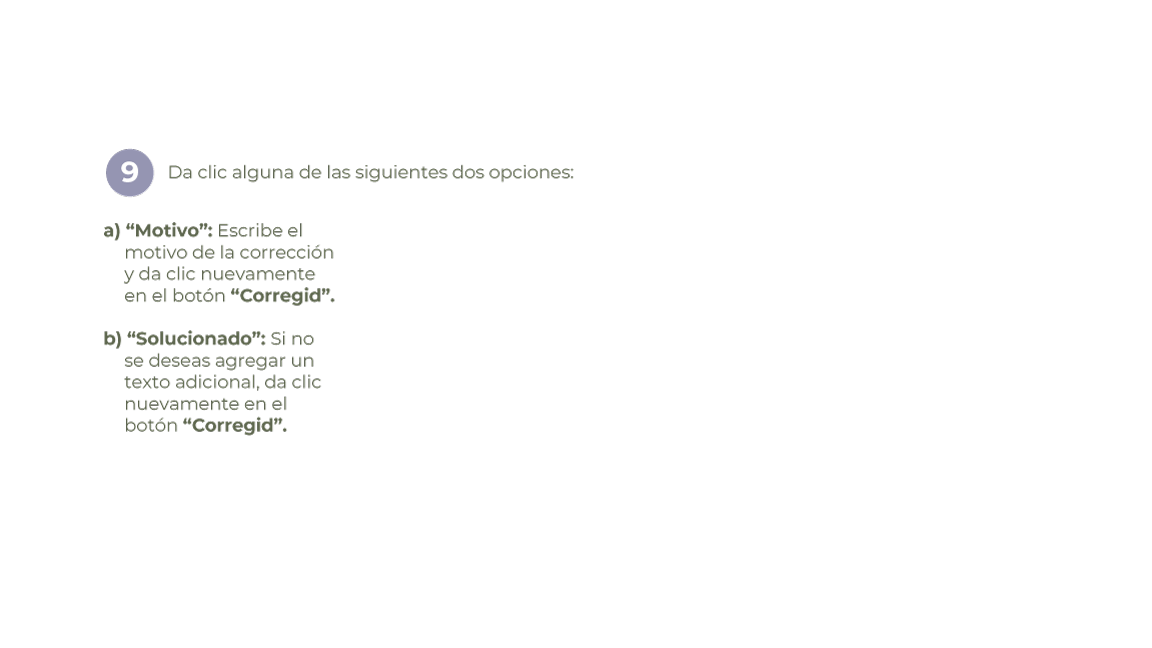 9 Da clic alguna de las siguientes dos opciones:
a) “Motivo”: Escribe el
motivo de la corrección
y da clic nuevamente
en el botón “Corregid”.
b) “Solucionado”: Si no
se deseas agregar un
texto adicional, da clic
nuevamente en el
botón “Corregid”.